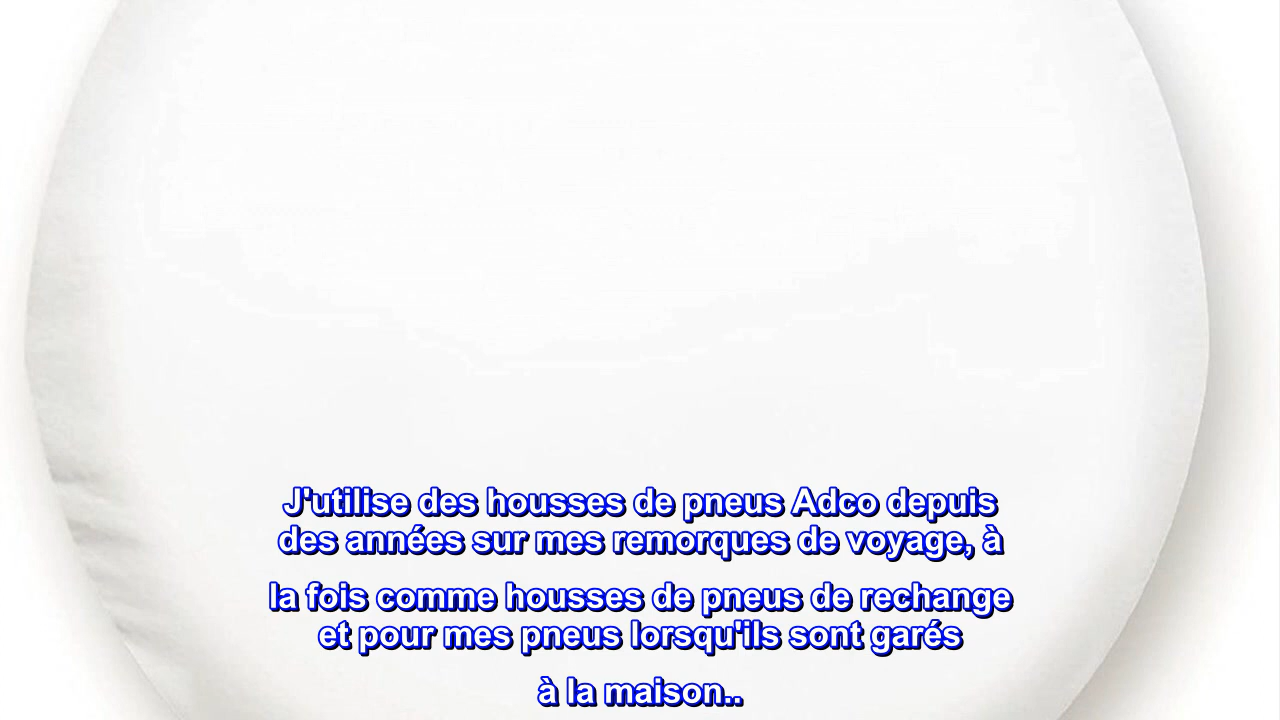 J'utilise des housses de pneus Adco depuis
des années sur mes remorques de voyage, à
la fois comme housses de pneus de rechange
et pour mes pneus lorsqu'ils sont garés
à la maison..